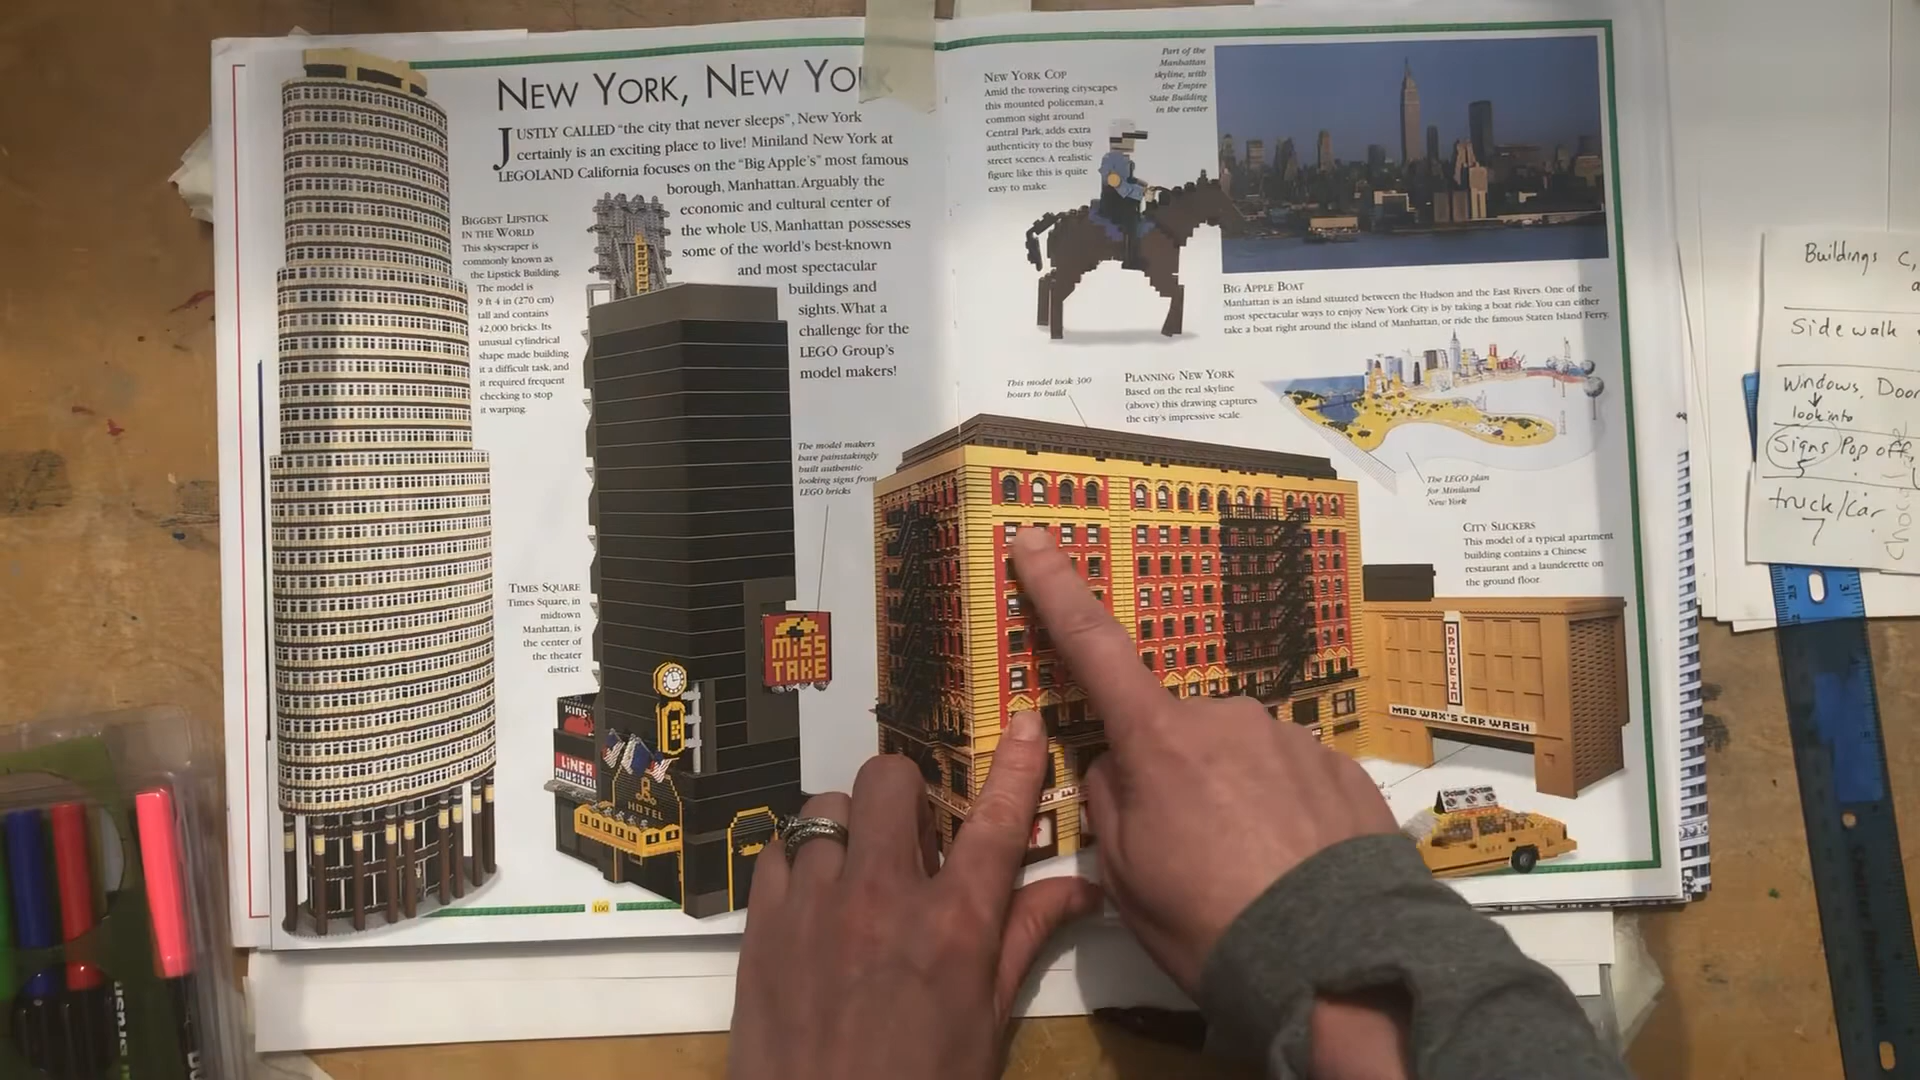 NEW YORK, NEW YO
JUSTLY CALLED "the city that never sleeps", New York
certainly is an exciting place to live! Miniland New York at
LEGOLAND California focuses on the "Big Apple's" most famous
borough, Manhattan. Arguably the
economic and cultural center of
the whole US, Manhattan possesses
some of the world's best-known
and most spectacular
buildings and
sights. What a
challenge for the
LEGO Group's
model makers!
BIGGEST LIPSTICK
IN THE WORLD
This skyscraper is
commonly known as
the Lipstick Building.
The model is
9 ft 4 in (270 cm)
tall and contains
42,000 bricks. Its
unusual cylindrical
shape made building
it a difficult task, and
it required frequent
checking to stop
it warping.
The model makers
have painstakingly
built authentic-
looking signs from
LEGO bricks
TIMES SQUARE
Times Square, in
midtown
Manhattan, is
the center of
the theater
district.
MISS
TAKE
KING
LINER
MUSICAL
HOTEL
100
NEW YORK COP
Amid the towering cityscapes
this mounted policeman, a
common sight around
Central Park, adds extra
authenticity to the busy
street scenes. A realistic
figure like this is quite
easy to make.
Part of the
Manhattan
skyline, with
the Empire
State Building
in the center
BIG APPLE BOAT
Manhattan is an island situated between the Hudson and the East Rivers. One of the
most spectacular ways to enjoy New York City is by taking a boat ride. You can either
take a boat right around the island of Manhattan, or ride the famous Staten Island Ferry.
This model took 300
hours to build
PLANNING NEW YORK
Based on the real skyline
(above) this drawing captures
the city's impressive scale.
The LEGO plan
for Miniland
New York
CITY SLICKERS
This model of a typical apartment
building contains a Chinese
restaurant and a launderette on
the ground floor.
DRIVE IN
MAD WAX'S CAR WASH
Octan Octan
Buildings C,
Sidewalk
Windows, Door
look into
Signs Pop off,
truck/car
7